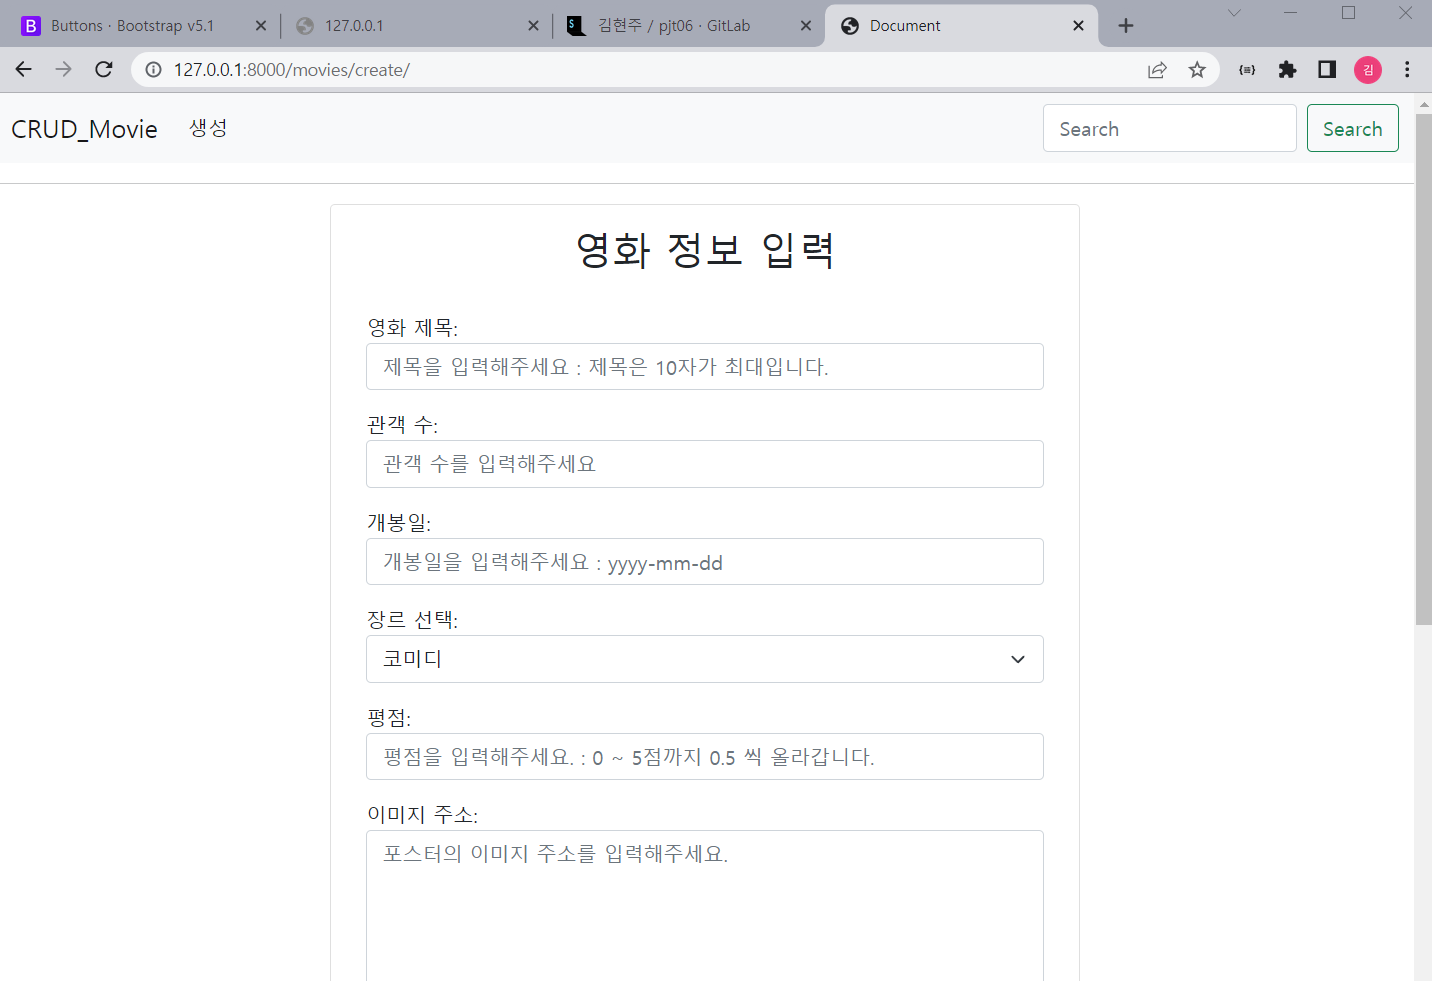 Buttons · Bootstrap v5.1
127.0.0.1
김현주 / pjt06 · GitLab
Document
127.0.0.1:8000/movies/create/
김
CRUD_Movie
생성
Search
Search
영화 정보 입력
영화 제목:
제목을 입력해주세요 : 제목은 10자가 최대입니다.
관객 수:
관객 수를 입력해주세요
개봉일:
개봉일을 입력해주세요 : yyyy-mm-dd
장르 선택:
코미디
평점:
평점을 입력해주세요. : 0 ~ 5점까지 0.5 씩 올라갑니다.
이미지 주소:
포스터의 이미지 주소를 입력해주세요.